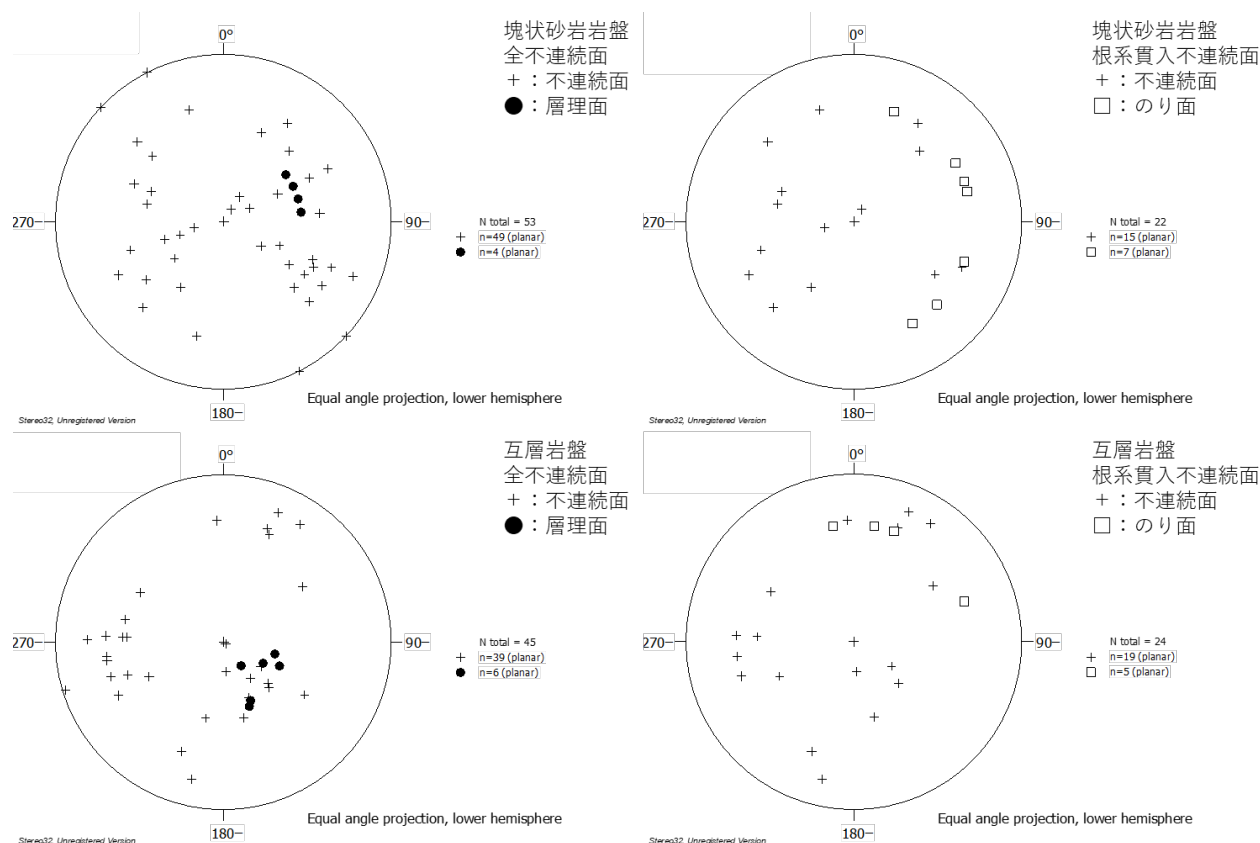 0°
塊状砂岩岩盤
全不連続面
+：不連続面
●：層理面
270
90
N total = 53
n=49 (planar)
n=4 (planar)
Equal angle projection, lower hemisphere
180
Stereo32, Unregistered Version
0°
塊状砂岩岩盤
根系貫入不連続面
+：不連続面
□：のり面
270
90
N total = 22
n=15 (planar)
n=7 (planar)
Equal angle projection, lower hemisphere
180
Stereo32, Unregistered Version
0°
互層岩盤
全不連続面
+：不連続面
●：層理面
270
90
N total = 45
n=39 (planar)
n=6 (planar)
Equal angle projection, lower hemisphere
180
Stereo32, Unregistered Version
0°
互層岩盤
根系貫入不連続面
+：不連続面
□：のり面
270
90
N total = 24
n=19 (planar)
n=5 (planar)
Equal angle projection, lower hemisphere
180
Stereo32, Unregistered Version